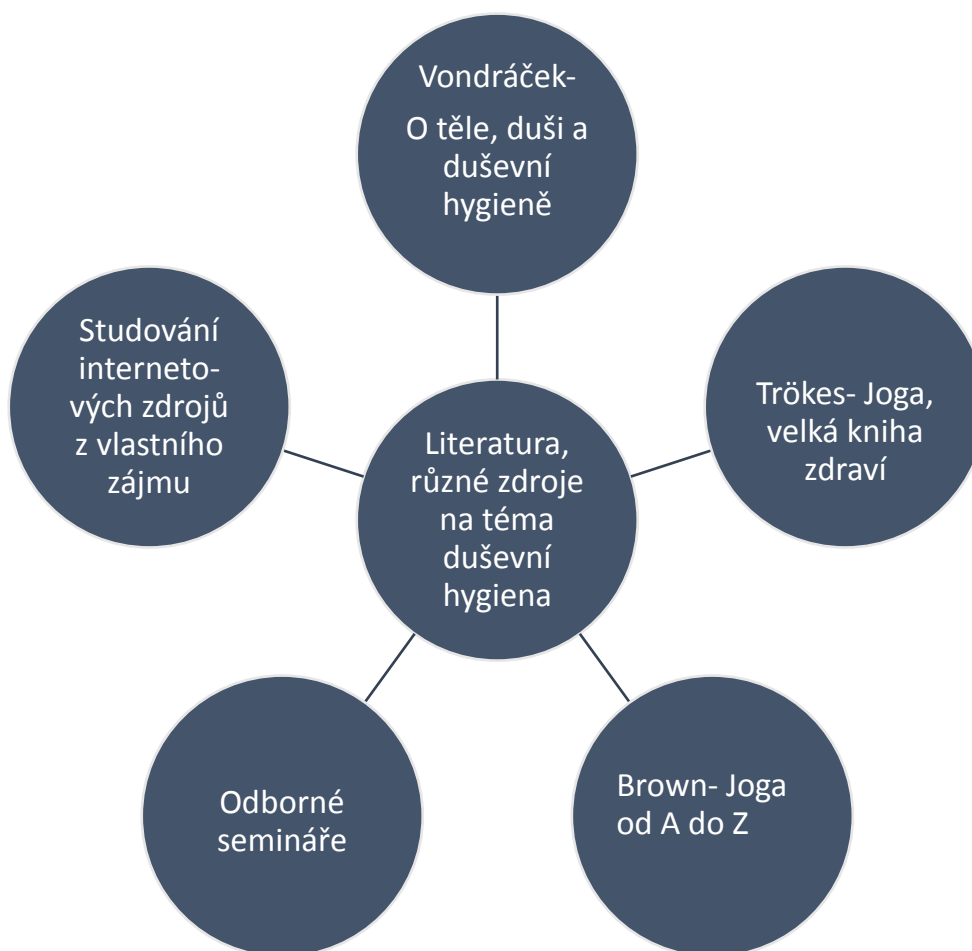 Vondráček-
O těle, duši a
duševní
hygieně
Studování
interneto-
vých zdrojů
z vlastního
zájmu
Trökes- Joga,
velká kniha
zdraví
Literatura,
různé zdroje
na téma
duševní
hygiena
Odborné
semináře
Brown- Joga
od A do Z